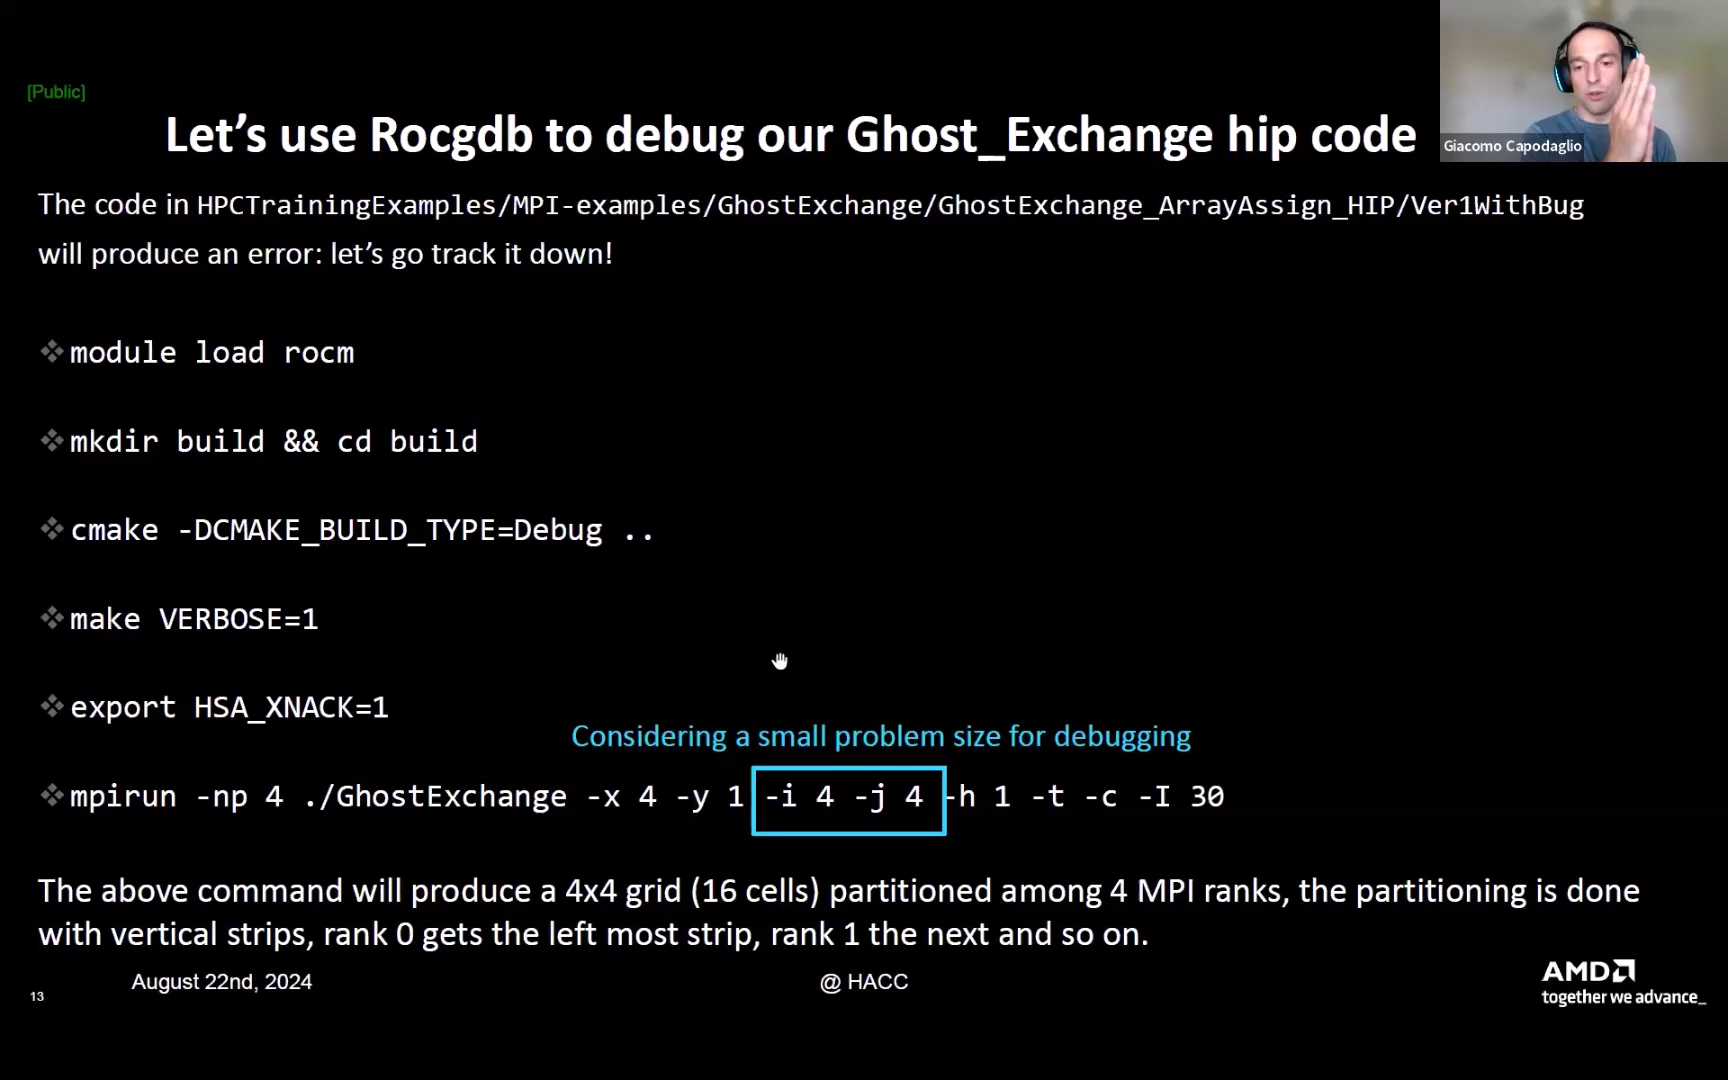 [Public]
Let’s use Rocgdb to debug our Ghost_Exchange hip code
Giacomo Capodaglio
The code in HPCTrainingExamples/MPI-examples/GhostExchange/GhostExchange_ArrayAssign_HIP/Ver1WithBug
will produce an error: let’s go track it down!
❖module load rocm
❖mkdir build && cd build
❖cmake -DCMAKE_BUILD_TYPE=Debug ..
❖make VERBOSE=1
❖export HSA_XNACK=1
Considering a small problem size for debugging
❖mpirun -np 4 ./GhostExchange -x 4 -y 1 -i 4 -j 4 -h 1 -t -c -I 30
The above command will produce a 4x4 grid (16 cells) partitioned among 4 MPI ranks, the partitioning is done
with vertical strips, rank 0 gets the left most strip, rank 1 the next and so on.
13
August 22nd, 2024
@ HACC
AMD
together we advance_